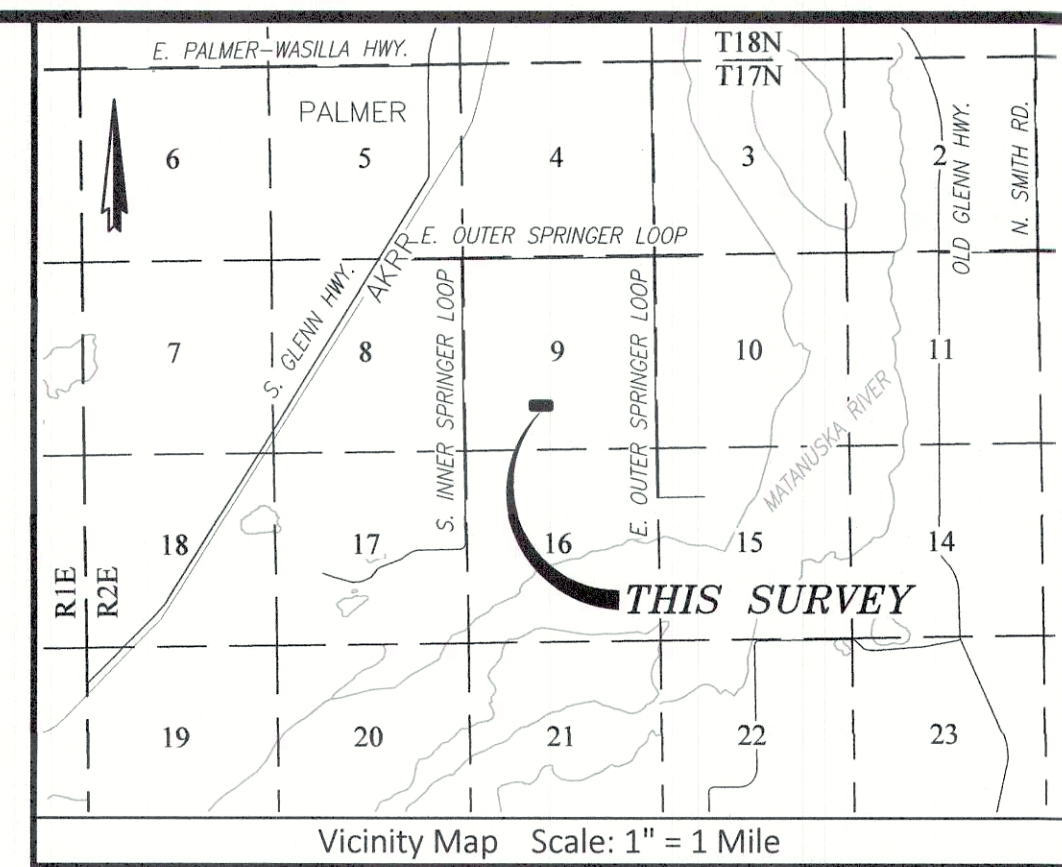 E. PALMER-WASILLA HWY.
T18N
T17N
PALMER
6
5
4
3
2
OLD GLENN HWY.
N. SMITH RD.
E. OUTER SPRINGER LOOP
AKRR
S. GLENN HWY.
7
8
S. INNER SPRINGER LOOP
9
E. OUTER SPRINGER LOOP
10
11
MATANUSKA RIVER
18
17
16
15
14
R1E
R2E
THIS SURVEY
19
20
21
22
23
Vicinity Map Scale: 1" = 1 Mile